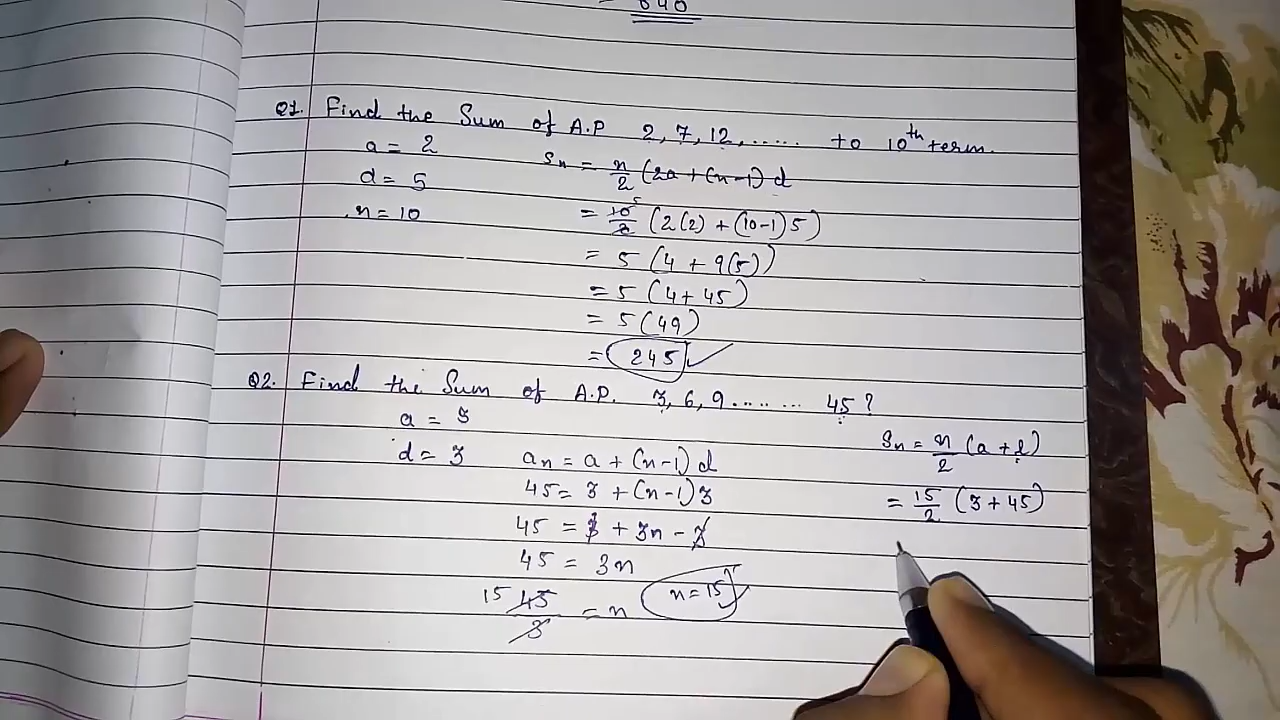 640
Q1. Find the Sum of A.P 2, 7, 12, ...... to 10th term.
a = 2
d = 5
n = 10
Sn = n/2 (2a + (n-1) d
= 10/2 5 (2(2) + (10-1)5)
= 5 (4 + 9(5))
= 5 (4 + 45)
= 5 (49)
= 245 ✓
Q2. Find the Sum of A.P. 3, 6, 9 ......... 45 ?
a = 3
d = 3
an = a + (n-1) d
45 = 3 + (n-1) 3
45 = 3 + 3n - 3
45 = 3n
15 45/3 = n
n = 15 ✓
Sn = n/2 (a + l)
= 15/2 (3 + 45)